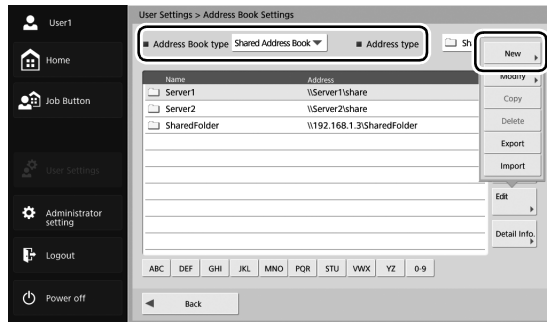 User1
Home
Job Button
User Settings
Administrator
setting
Logout
Power off
User Settings > Address Book Settings
■ Address Book type Shared Address Book ▼ ■ Address type Sh
Name Address
Server1 \\Server1\share
Server2 \\Server2\share
SharedFolder \\192.168.1.3\SharedFolder
New
Modify
Copy
Delete
Export
Import
Edit
Detail Info.
ABC DEF GHI JKL MNO PQR STU VWX YZ 0-9
Back